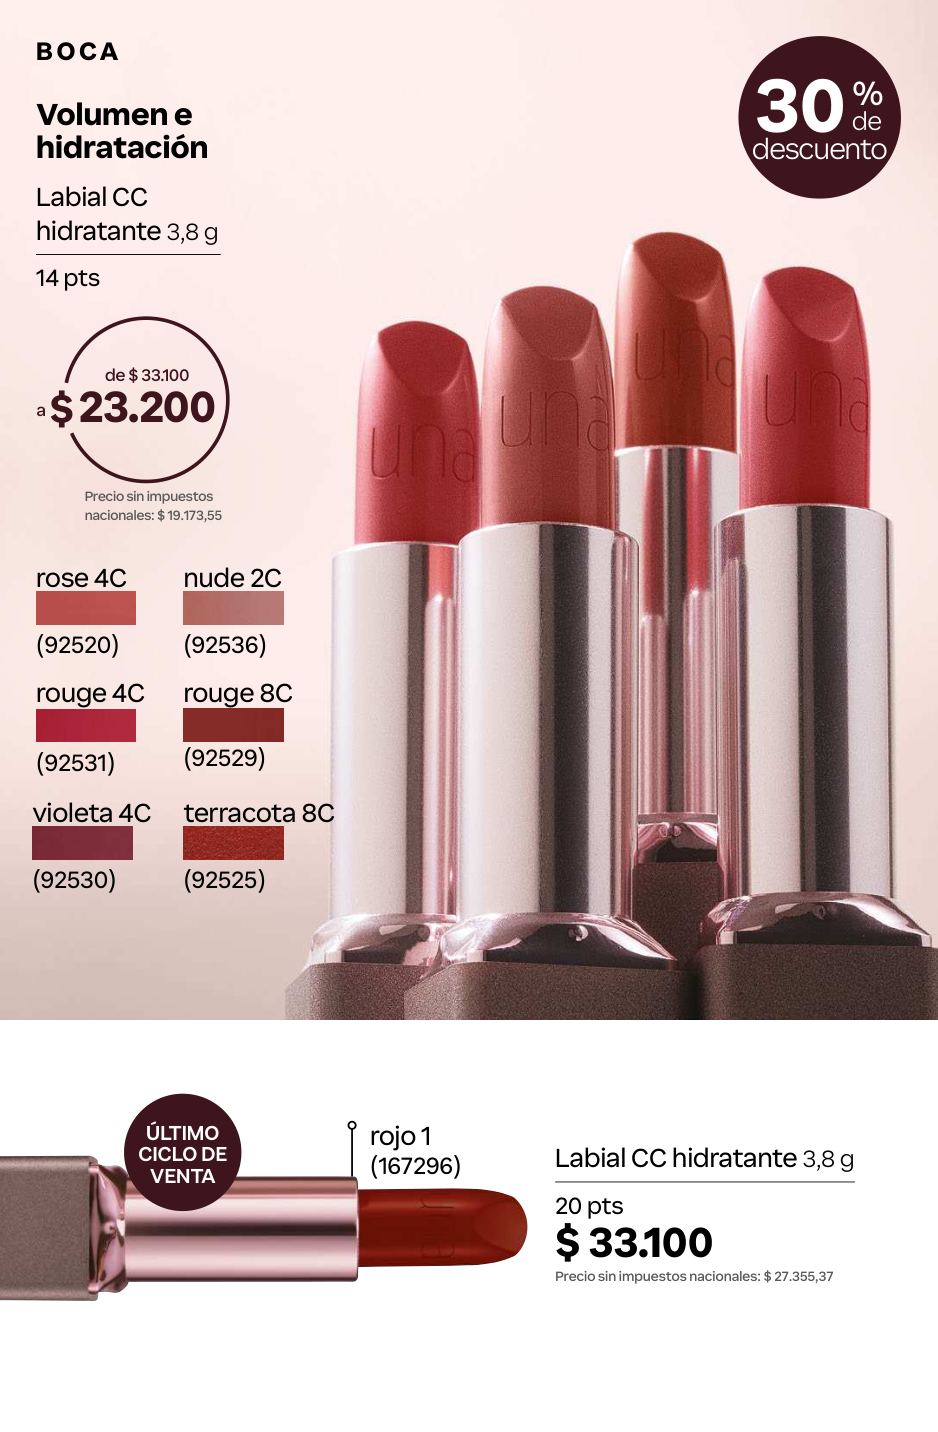 BOCA
Volumen e
hidratación
Labial CC
hidratante 3,8 g
14 pts
de $ 33.100
a $ 23.200
Precio sin impuestos
nacionales: $ 19.173,55
30 % de
descuento
rose 4C
(92520)
nude 2C
(92536)
rouge 4C
(92531)
rouge 8C
(92529)
violeta 4C
(92530)
terracota 8C
(92525)
una
una
una
una
ÚLTIMO
CICLO DE
VENTA
rojo 1
(167296)
una
Labial CC hidratante 3,8 g
20 pts
$ 33.100
Precio sin impuestos nacionales: $ 27.355,37